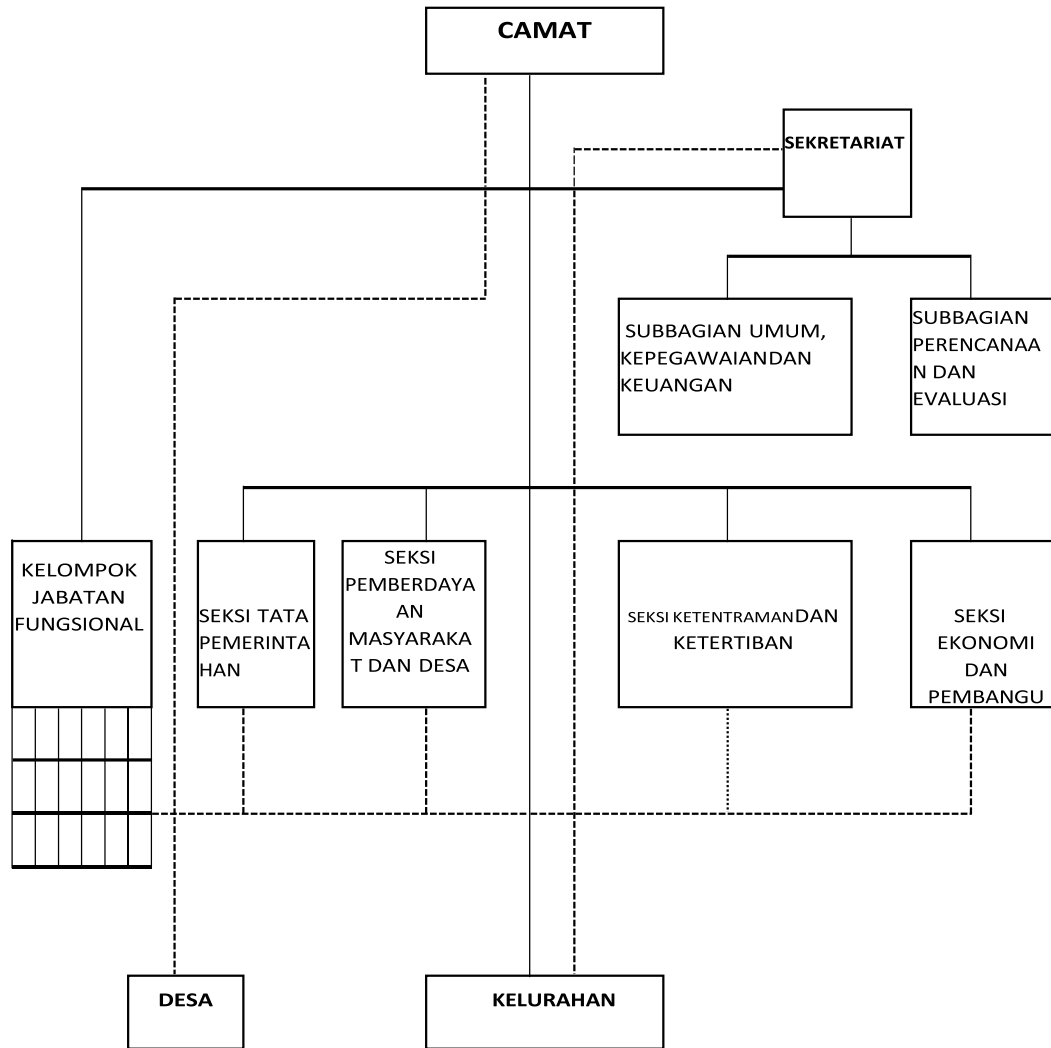 CAMAT
SEKRETARIAT
SUBBAGIAN UMUM,
KEPEGAWAIANDAN
KEUANGAN
SUBBAGIAN
PERENCANAA
N DAN
EVALUASI
KELOMPOK
JABATAN
FUNGSIONAL
SEKSI TATA
PEMERINTA
HAN
SEKSI
PEMBERDAYA
AN
MASYARAKA
T DAN DESA
SEKSI KETENTRAMANDAN
KETERTIBAN
SEKSI
EKONOMI
DAN
PEMBANGU
DESA
KELURAHAN